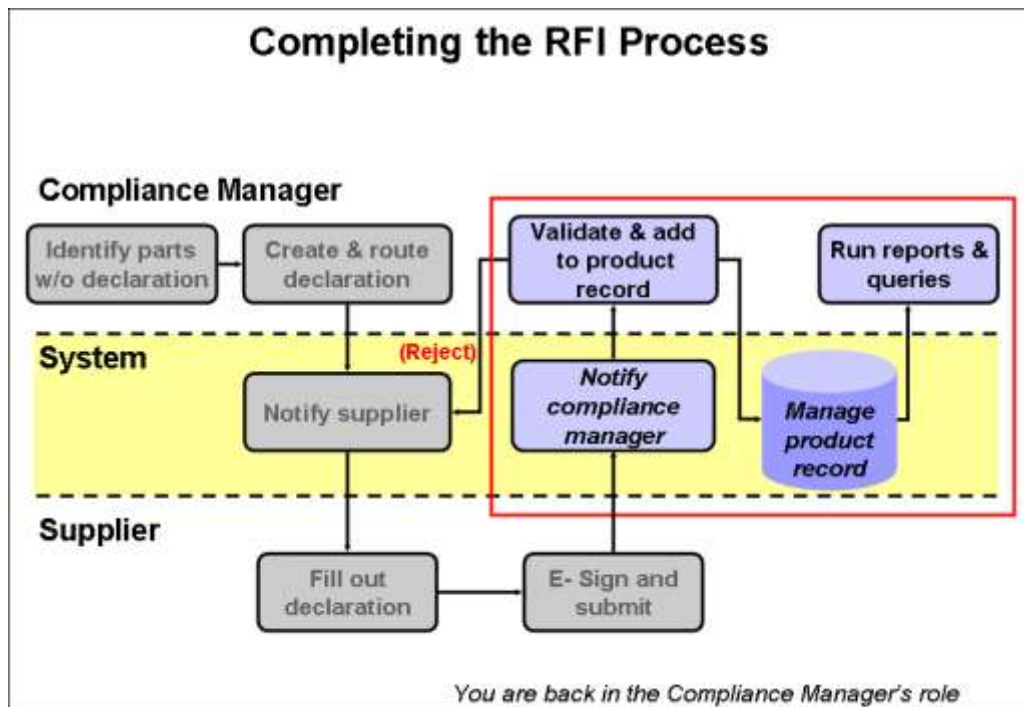 Completing the RFI Process
Compliance Manager
Identify parts
w/o declaration
Create & route
declaration
Validate & add
to product
record
Run reports &
queries
System
(Reject)
Notify supplier
Notify
compliance
manager
Manage
product
record
Supplier
Fill out
declaration
E- Sign and
submit
You are back in the Compliance Manager's role